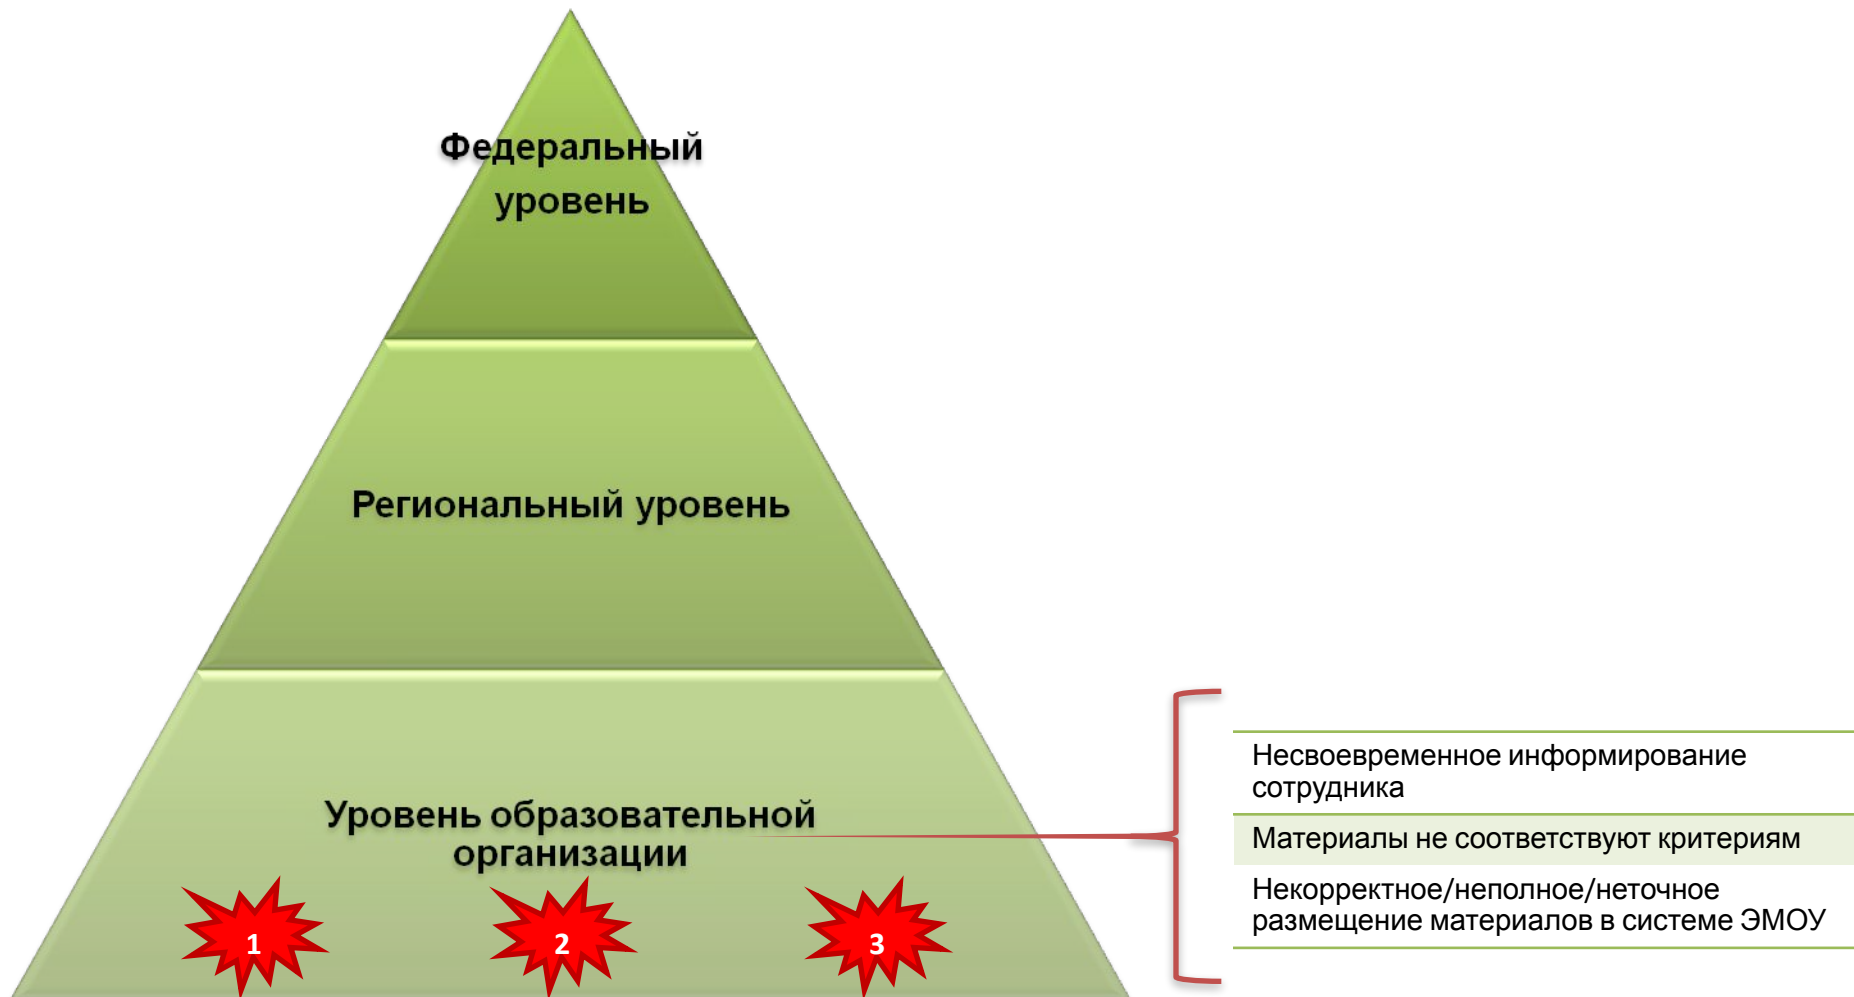 Федеральный
уровень
Региональный уровень
Уровень образовательной
организации
1
2
3
Несвоевременное информирование
сотрудника
Материалы не соответствуют критериям
Некорректное/неполное/неточное
размещение материалов в системе ЭМОУ